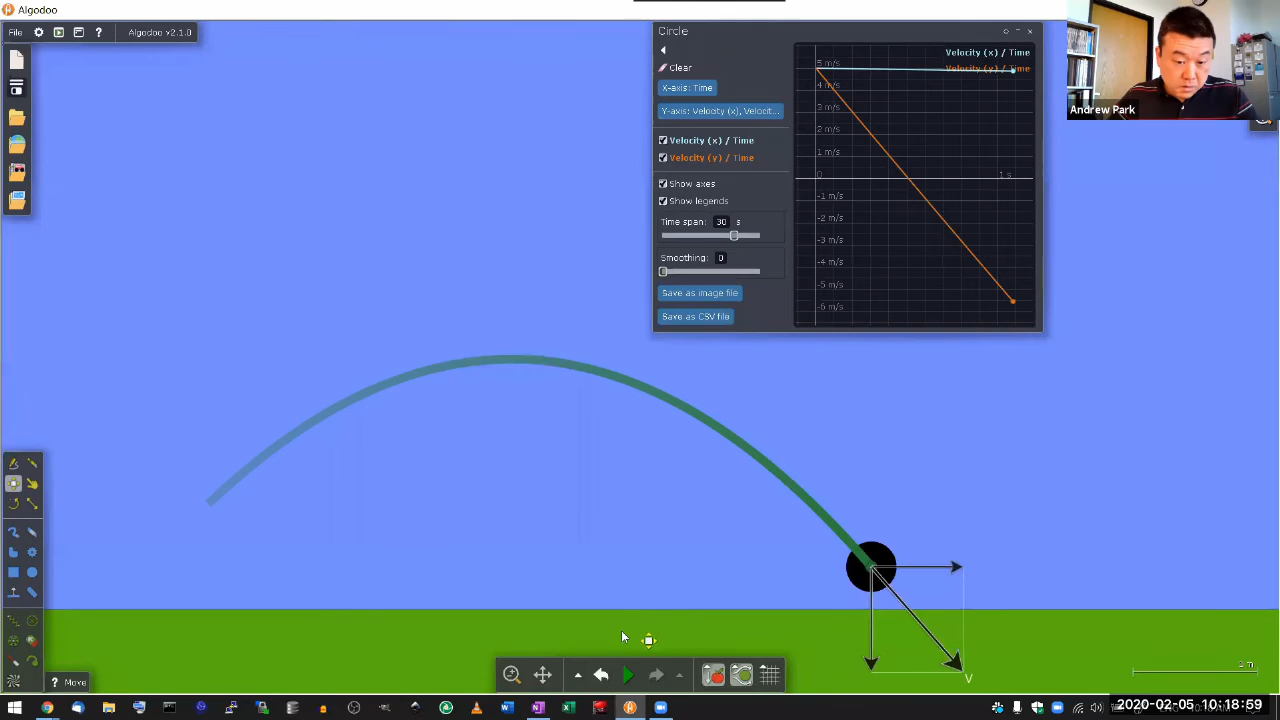 Algodoo
File
Algodoo v2.1.0
Circle
Clear
X-axis: Time
Y-axis: Velocity (x), Velocit...
Velocity (x) / Time
Velocity (y) / Time
Show axes
Show legends
Time span: 30 s
Smoothing: 0
Save as image file
Save as CSV file
Velocity (x) / Time
Velocity (y) / Time
5 m/s
4 m/s
3 m/s
2 m/s
1 m/s
0
1 s
-1 m/s
-2 m/s
-3 m/s
-4 m/s
-5 m/s
-6 m/s
Andrew Park
V
? Move
2020-02-05 10:18:59